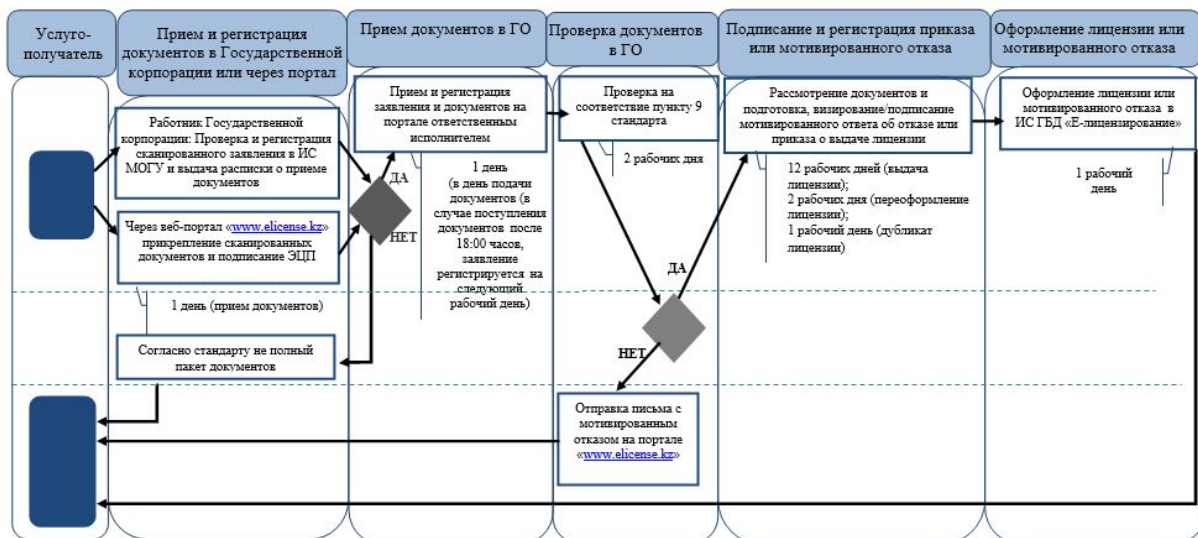 Услуго-
получатель
Прием и регистрация
документов в Государственной
корпорации или через портал
Прием документов в ГО
Проверка документов
в ГО
Подписание и регистрация приказа
или мотивированного отказа
Оформление лицензии или
мотивированного отказа
Работник Государственной
корпорации: Проверка и регистрация
сканированного заявления в ИС
МОГУ и выдача расписки о приеме
документов
Через веб-портал «www.elicense.kz»
прикрепление сканированных
документов и подписание ЭЦП
1 день (прием документов)
Согласно стандарту не полный
пакет документов
Прием и регистрация
заявления и документов на
портале ответственным
исполнителем
ДА
НЕТ
1 день
(в день подачи
документов (в
случае поступления
документов после
18:00 часов,
заявление
регистрируется на
следующий
рабочий день)
Проверка на
соответствие пункту 9
стандарта
2 рабочих дня
ДА
НЕТ
Отправка письма с
мотивированным
отказом на портале
«www.elicense.kz»
Рассмотрение документов и
подготовка, визирование/подписание
мотивированного ответа об отказе или
приказа о выдаче лицензии
12 рабочих дней (выдача
лицензии);
2 рабочих дня (переоформление
лицензии);
1 рабочий день (дубликат
лицензии)
Оформление лицензии или
мотивированного отказа в
ИС ГБД «Е-лицензирование»
1 рабочий
день